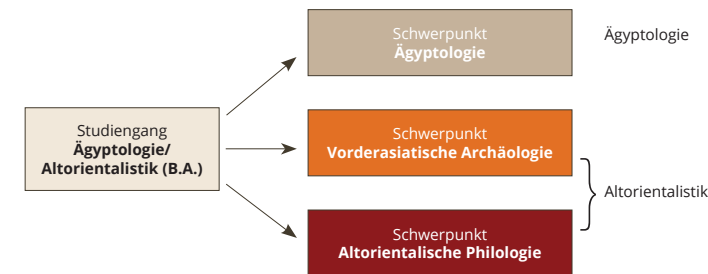 Schwerpunkt
Ägyptologie
Ägyptologie
Studiengang
Ägyptologie/
Altorientalistik (B.A.)
Schwerpunkt
Vorderasiatische Archäologie
Altorientalistik
Schwerpunkt
Altorientalische Philologie